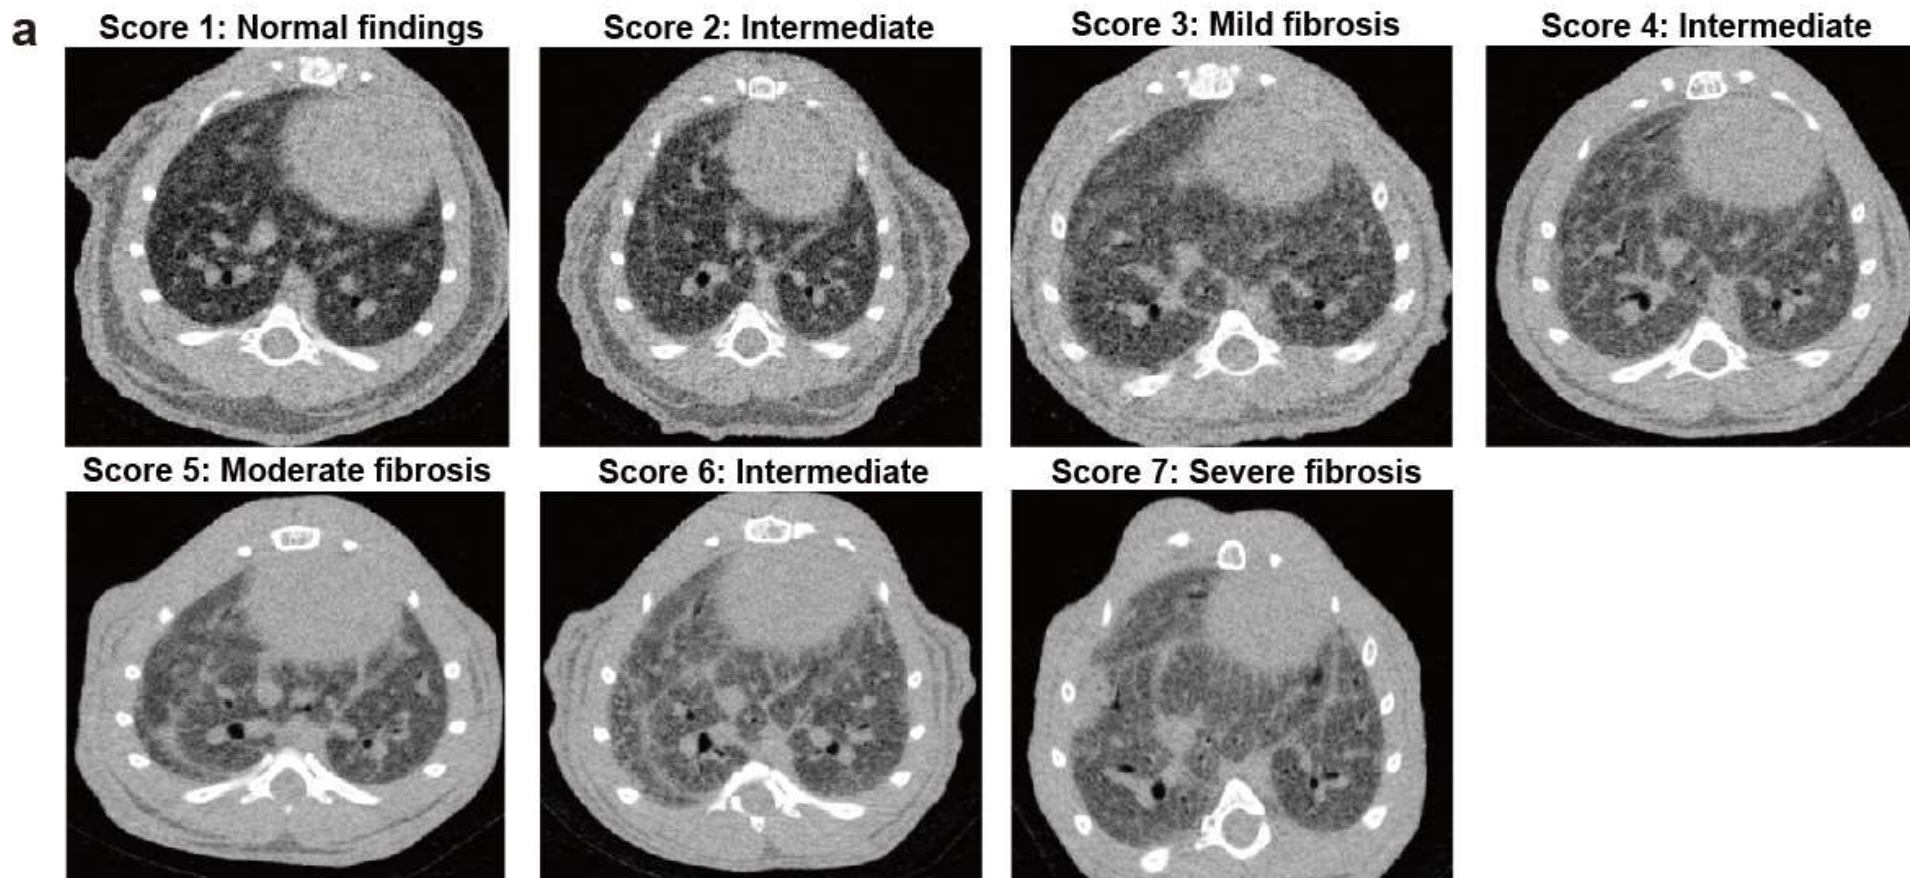 a
Score 1: Normal findings
Score 2: Intermediate
Score 3: Mild fibrosis
Score 4: Intermediate
Score 5: Moderate fibrosis
Score 6: Intermediate
Score 7: Severe fibrosis